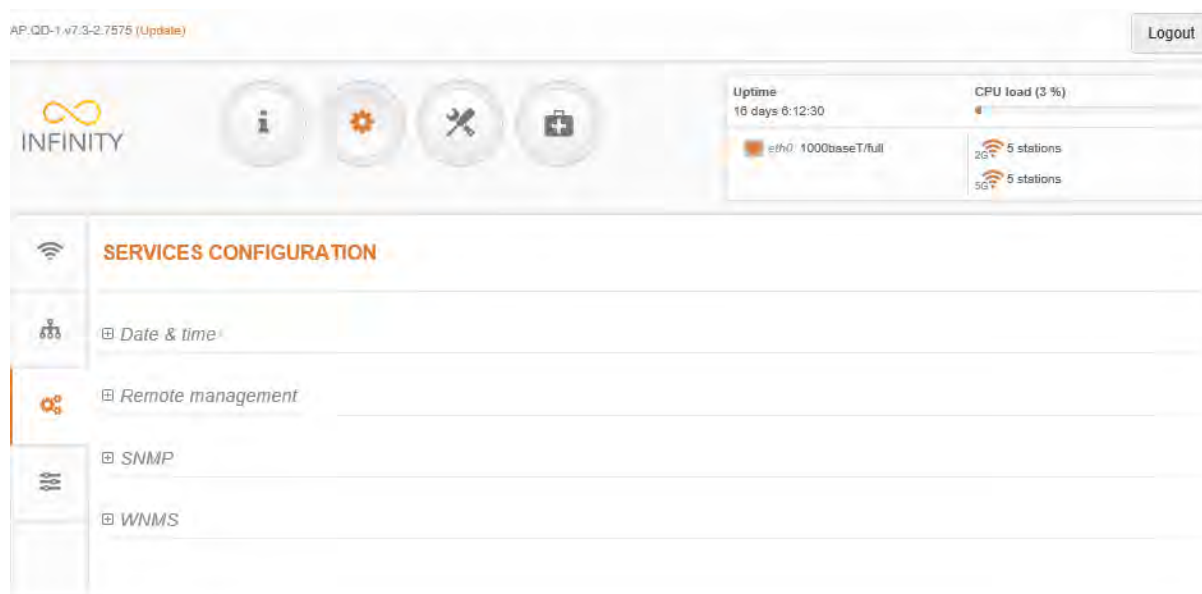 AP.QD-1.v7.3-2.7575 (Update)
Logout
INFINITY
Uptime
16 days 6:12:30
CPU load (3 %)
eth0: 1000baseT/full
2G 5 stations
5G 5 stations
SERVICES CONFIGURATION
Date & time
Remote management
SNMP
WNMS